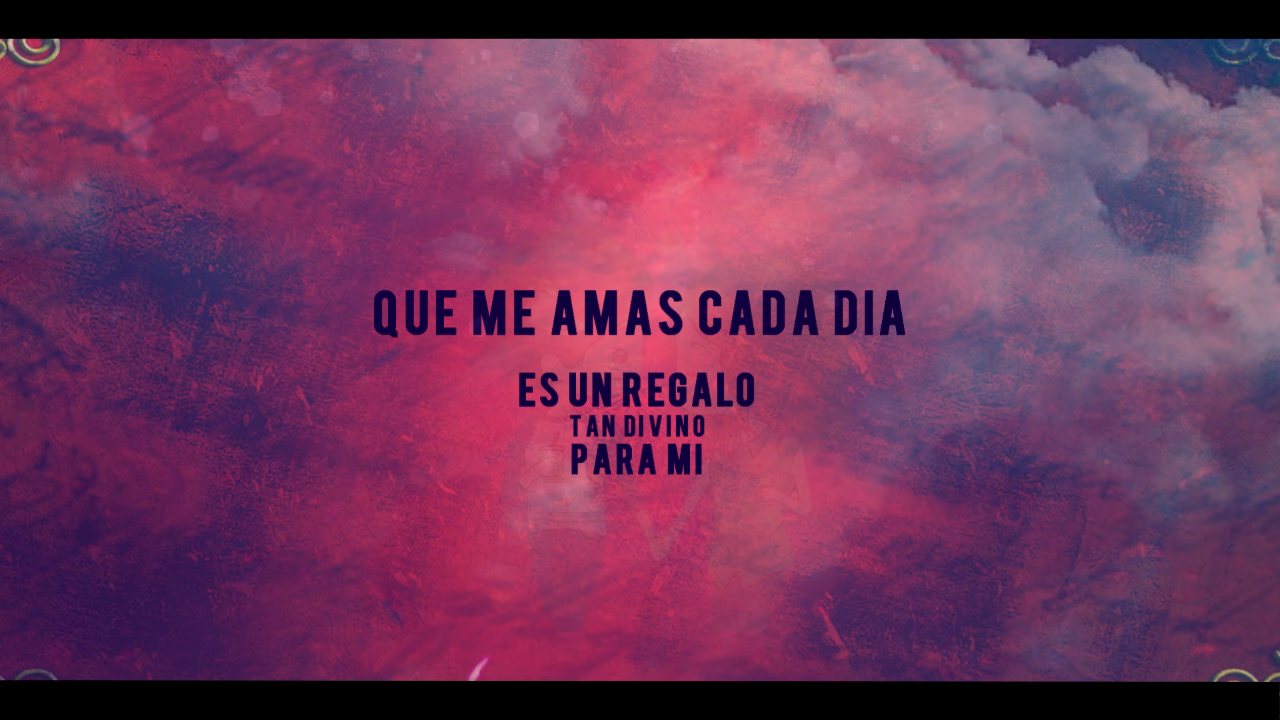 QUE ME AMAS CADA DIA
ES UN REGALO
TAN DIVINO
PARA MI